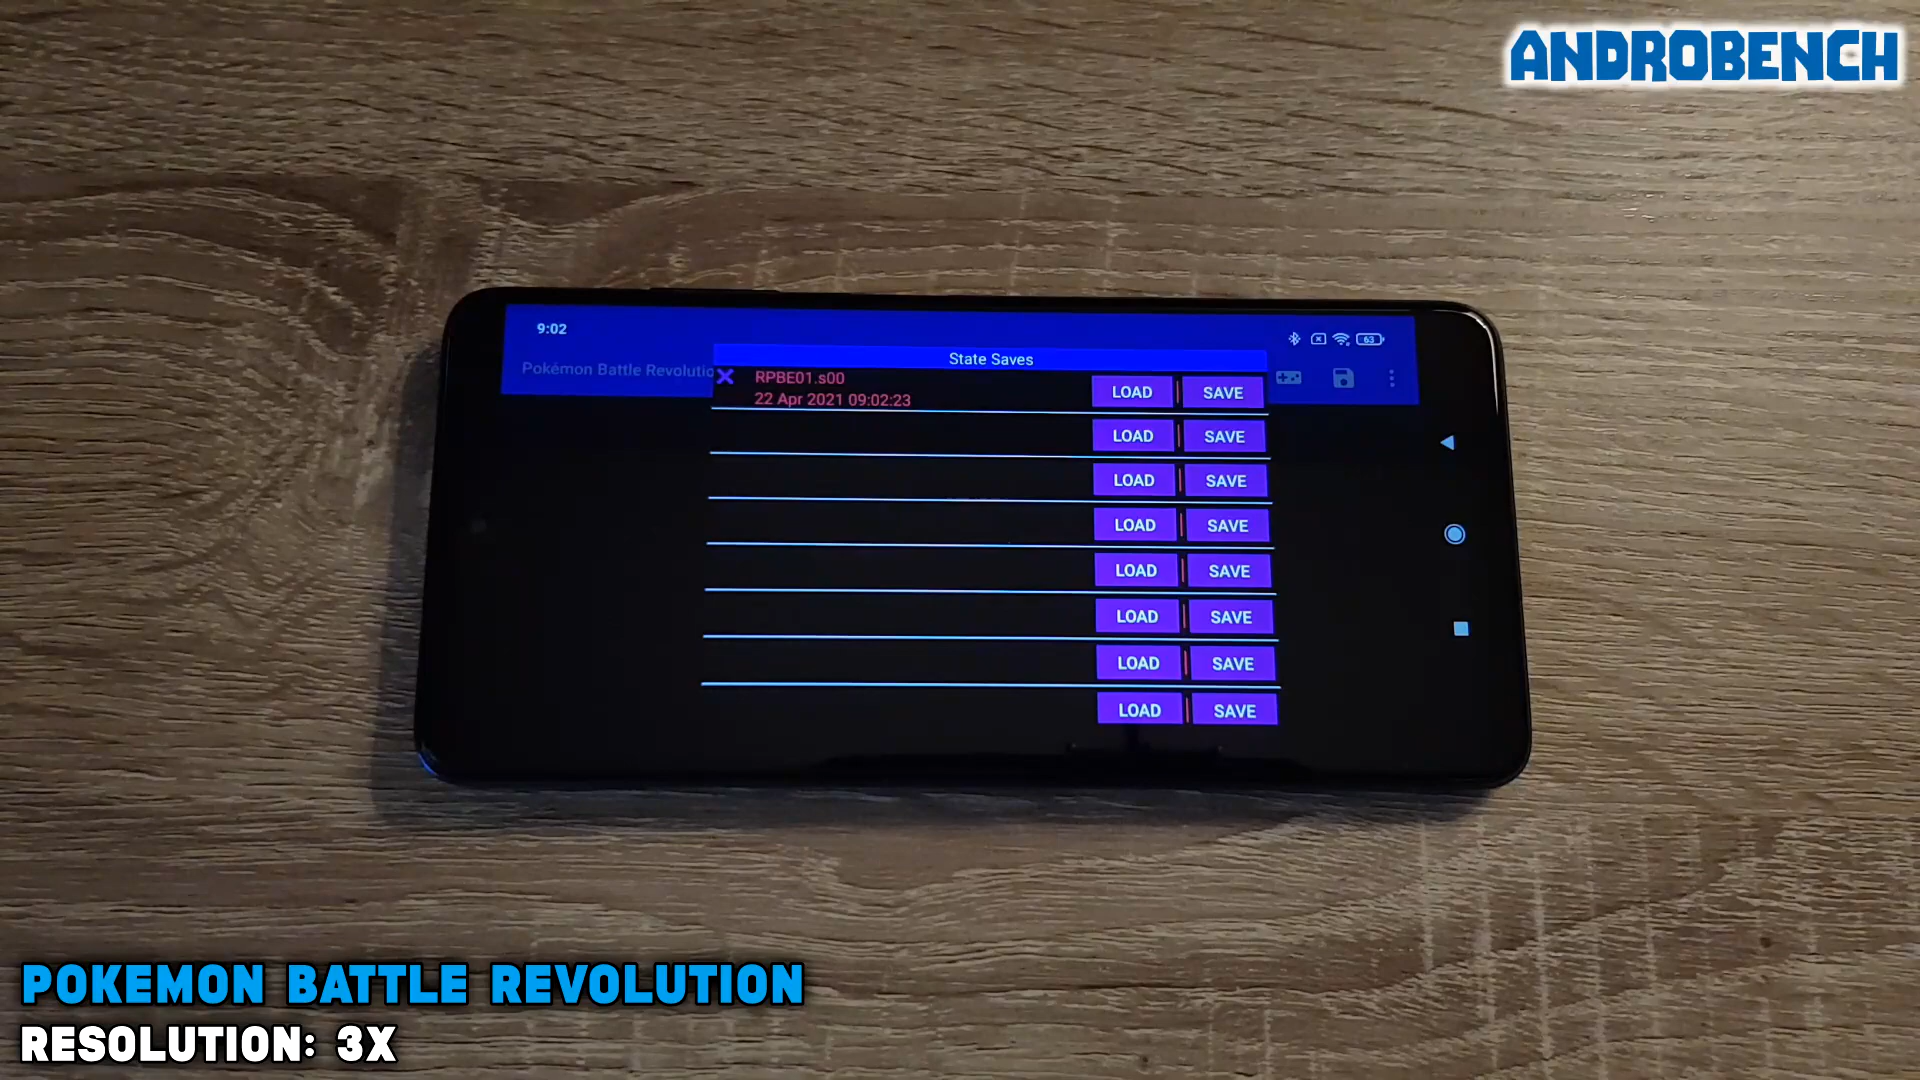 ANDROBENCH
9:02
63
Pokémon Battle Revolutio
State Saves
RPBE01.s00
22 Apr 2021 09:02:23
LOAD SAVE
LOAD SAVE
LOAD SAVE
LOAD SAVE
LOAD SAVE
LOAD SAVE
LOAD SAVE
LOAD SAVE
POKEMON BATTLE REVOLUTION
RESOLUTION: 3X